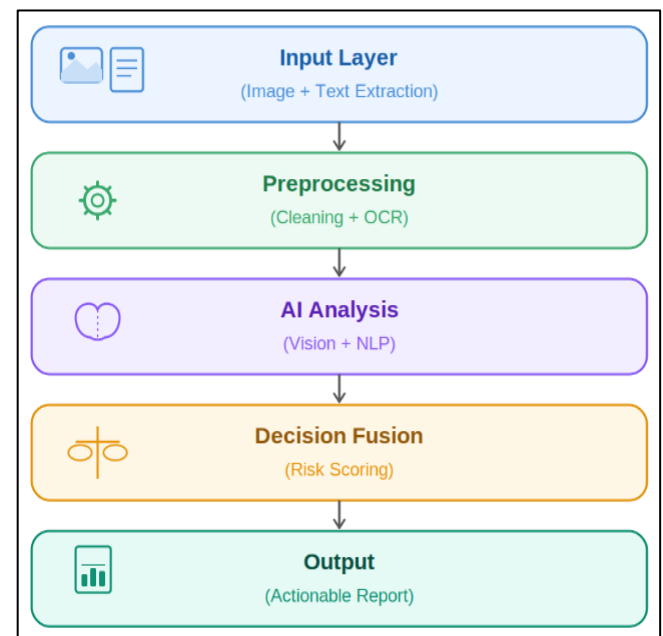 Input Layer
(Image + Text Extraction)
Preprocessing
(Cleaning + OCR)
AI Analysis
(Vision + NLP)
Decision Fusion
(Risk Scoring)
Output
(Actionable Report)